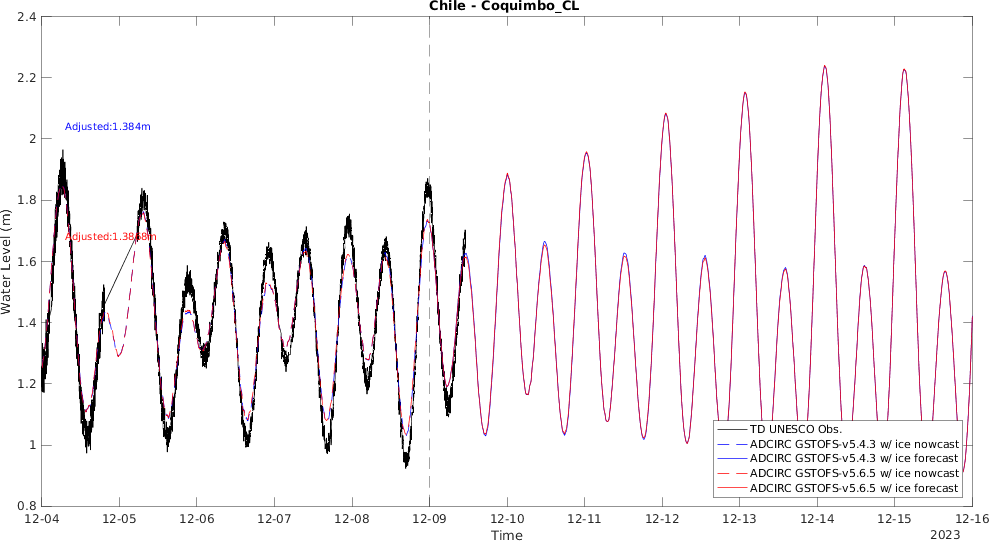 Chile - Coquimbo_CL
Water Level (m)
2.4
2.2
2
1.8
1.6
1.4
1.2
1
0.8
Adjusted:1.384m
Adjusted:1.3868m
TD UNESCO Obs.
ADCIRC GSTOFS-v5.4.3 w/ ice nowcast
ADCIRC GSTOFS-v5.4.3 w/ ice forecast
ADCIRC GSTOFS-v5.6.5 w/ ice nowcast
ADCIRC GSTOFS-v5.6.5 w/ ice forecast
12-04 12-05 12-06 12-07 12-08 12-09 12-10 12-11 12-12 12-13 12-14 12-15 12-16
Time
2023